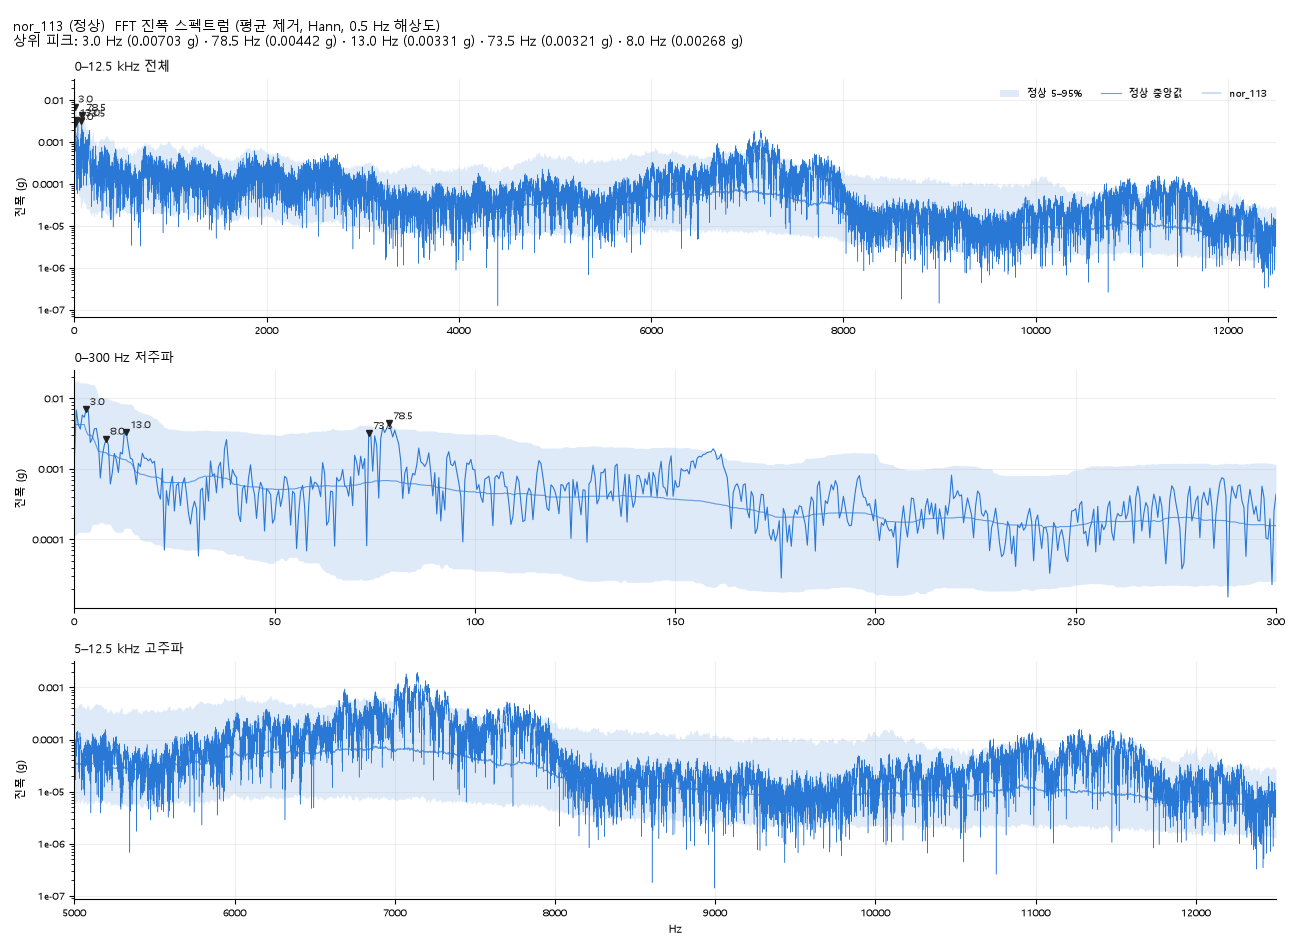 nor_113 (정상) FFT 진폭 스펙트럼 (평균 제거, Hann, 0.5 Hz 해상도)
상위 피크: 3.0 Hz (0.00703 g) · 78.5 Hz (0.00442 g) · 13.0 Hz (0.00331 g) · 73.5 Hz (0.00321 g) · 8.0 Hz (0.00268 g)
0–12.5 kHz 전체
정상 5–95% 정상 중앙값 nor_113
3.0
78.5
0.01
0.001
0.0001
1e-05
1e-06
1e-07
진폭 (g)
0 2000 4000 6000 8000 10000 12000
0–300 Hz 저주파
3.0
8.0
13.0
78.5
0.01
0.001
0.0001
진폭 (g)
0 50 100 150 200 250 300
5–12.5 kHz 고주파
0.001
0.0001
1e-05
1e-06
1e-07
진폭 (g)
5000 6000 7000 8000 9000 10000 11000 12000
Hz